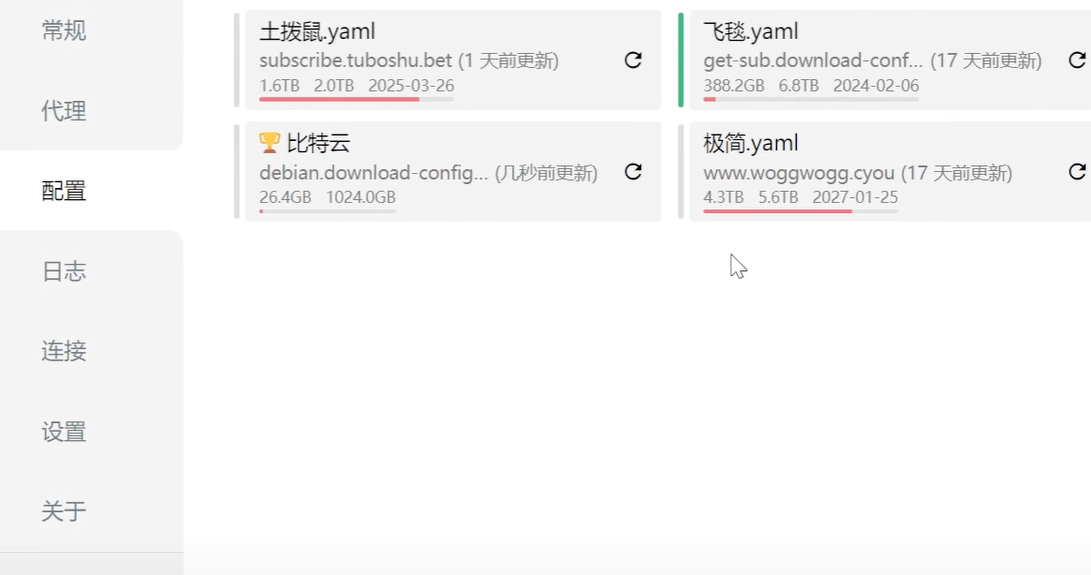 常规
代理
配置
日志
连接
设置
关于
土拨鼠.yaml
subscribe.tuboshu.bet (1 天前更新)
1.6TB 2.0TB 2025-03-26
飞毯.yaml
get-sub.download-conf... (17 天前更新)
388.2GB 6.8TB 2024-02-06
🏆 比特云
debian.download-config... (几秒前更新)
26.4GB 1024.0GB
极简.yaml
www.woggwogg.cyou (17 天前更新)
4.3TB 5.6TB 2027-01-25